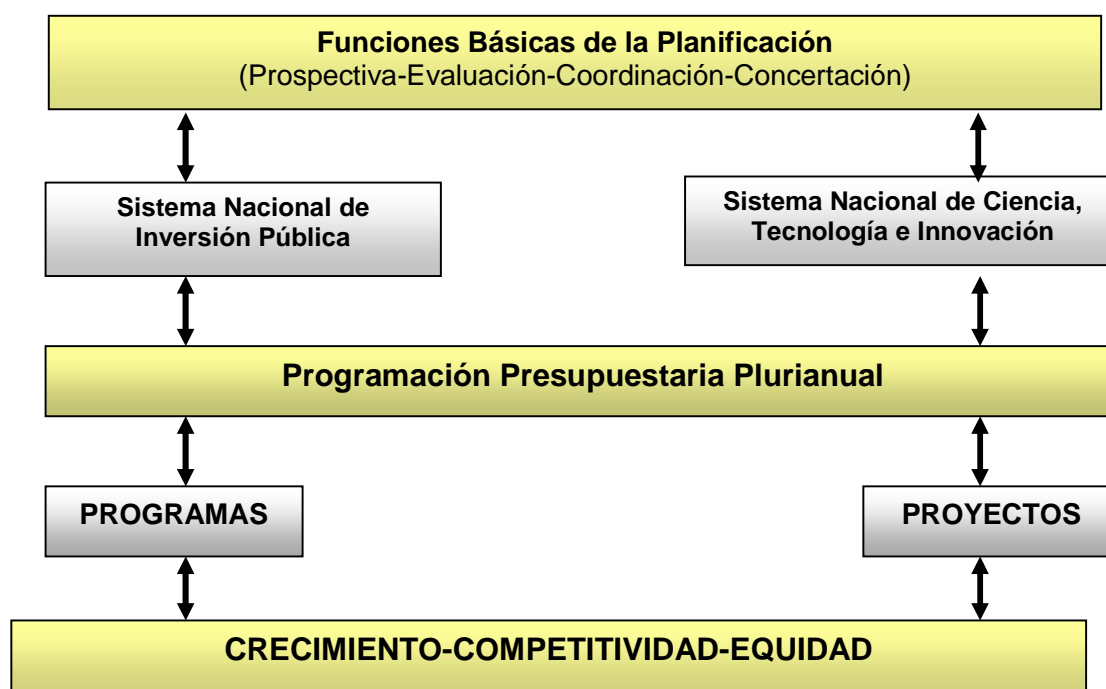 Funciones Básicas de la Planificación
(Prospectiva-Evaluación-Coordinación-Concertación)
Sistema Nacional de
Inversión Pública
Sistema Nacional de Ciencia,
Tecnología e Innovación
Programación Presupuestaria Plurianual
PROGRAMAS
PROYECTOS
CRECIMIENTO-COMPETITIVIDAD-EQUIDAD